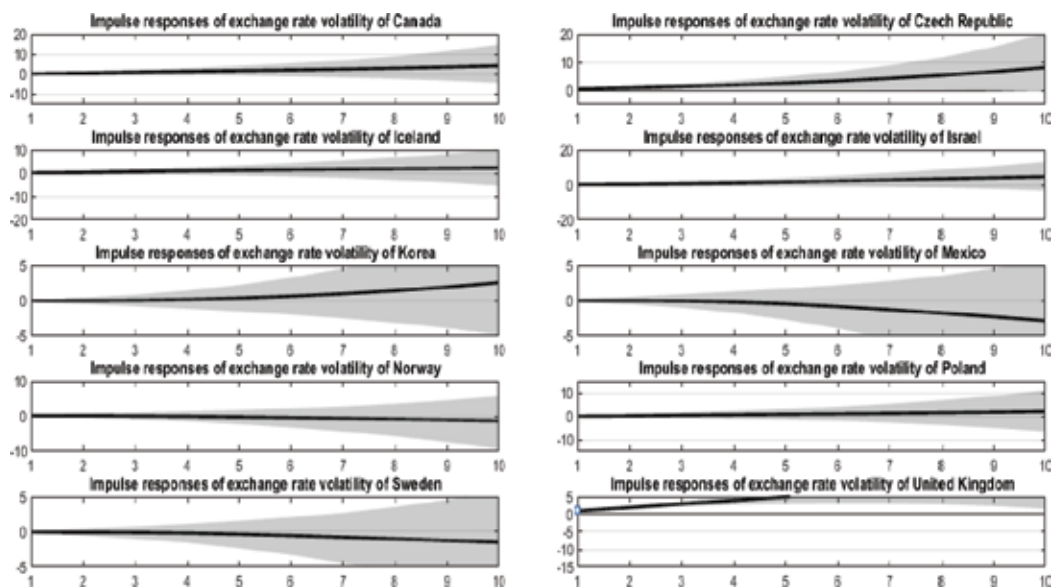 Impulse responses of exchange rate volatility of Canada
20
10
0
-10
1 2 3 4 5 6 7 8 9 10
Impulse responses of exchange rate volatility of Czech Republic
20
10
0
1 2 3 4 5 6 7 8 9 10
Impulse responses of exchange rate volatility of Iceland
10
0
-10
-20
1 2 3 4 5 6 7 8 9 10
Impulse responses of exchange rate volatility of Israel
20
0
-20
1 2 3 4 5 6 7 8 9 10
Impulse responses of exchange rate volatility of Korea
5
0
-5
1 2 3 4 5 6 7 8 9 10
Impulse responses of exchange rate volatility of Mexico
5
0
-5
1 2 3 4 5 6 7 8 9 10
Impulse responses of exchange rate volatility of Norway
10
0
-10
1 2 3 4 5 6 7 8 9 10
Impulse responses of exchange rate volatility of Poland
10
0
-10
1 2 3 4 5 6 7 8 9 10
Impulse responses of exchange rate volatility of Sweden
5
0
-5
1 2 3 4 5 6 7 8 9 10
Impulse responses of exchange rate volatility of United Kingdom
5
0
-5
-10
-15
1 2 3 4 5 6 7 8 9 10